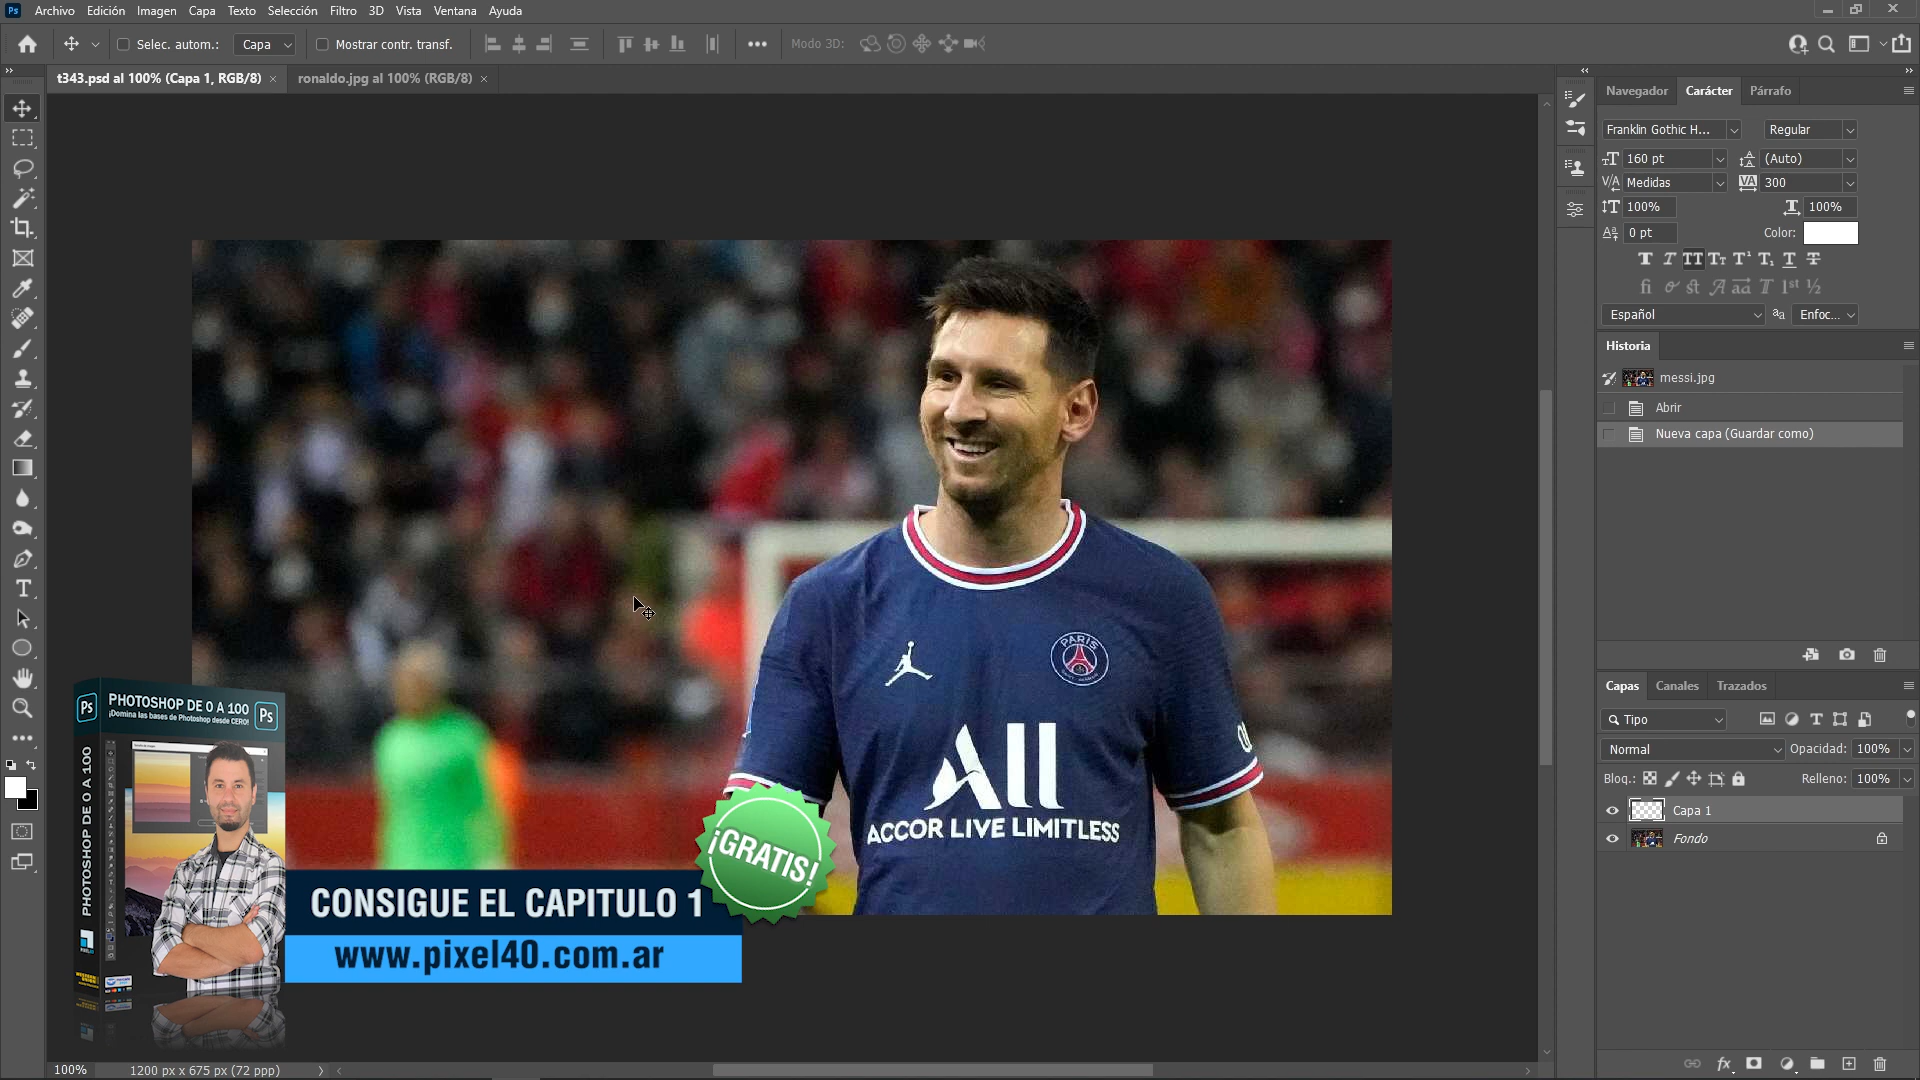 Ps Archivo Edición Imagen Capa Texto Selección Filtro 3D Vista Ventana Ayuda
Selec. autom.: Capa Mostrar contr. transf. Modo 3D:
t343.psd al 100% (Capa 1, RGB/8) × ronaldo.jpg al 100% (RGB/8) ×
Navegador Carácter Párrafo
Franklin Gothic H... Regular
160 pt (Auto)
Medidas 300
100% 100%
0 pt Color:
Español Enfoc...
Historia
messi.jpg
Abrir
Nueva capa (Guardar como)
Capas Canales Trazados
Tipo
Normal Opacidad: 100%
Bloq.: Relleno: 100%
Capa 1
Fondo
PARIS
ALL
ACCOR LIVE LIMITLESS
Ps PHOTOSHOP DE 0 A 100 Ps
¡Domina las bases de Photoshop desde CERO!
PHOTOSHOP DE 0 A 100
¡GRATIS!
CONSIGUE EL CAPITULO 1
www.pixel40.com.ar
100% 1200 px x 675 px (72 ppp)